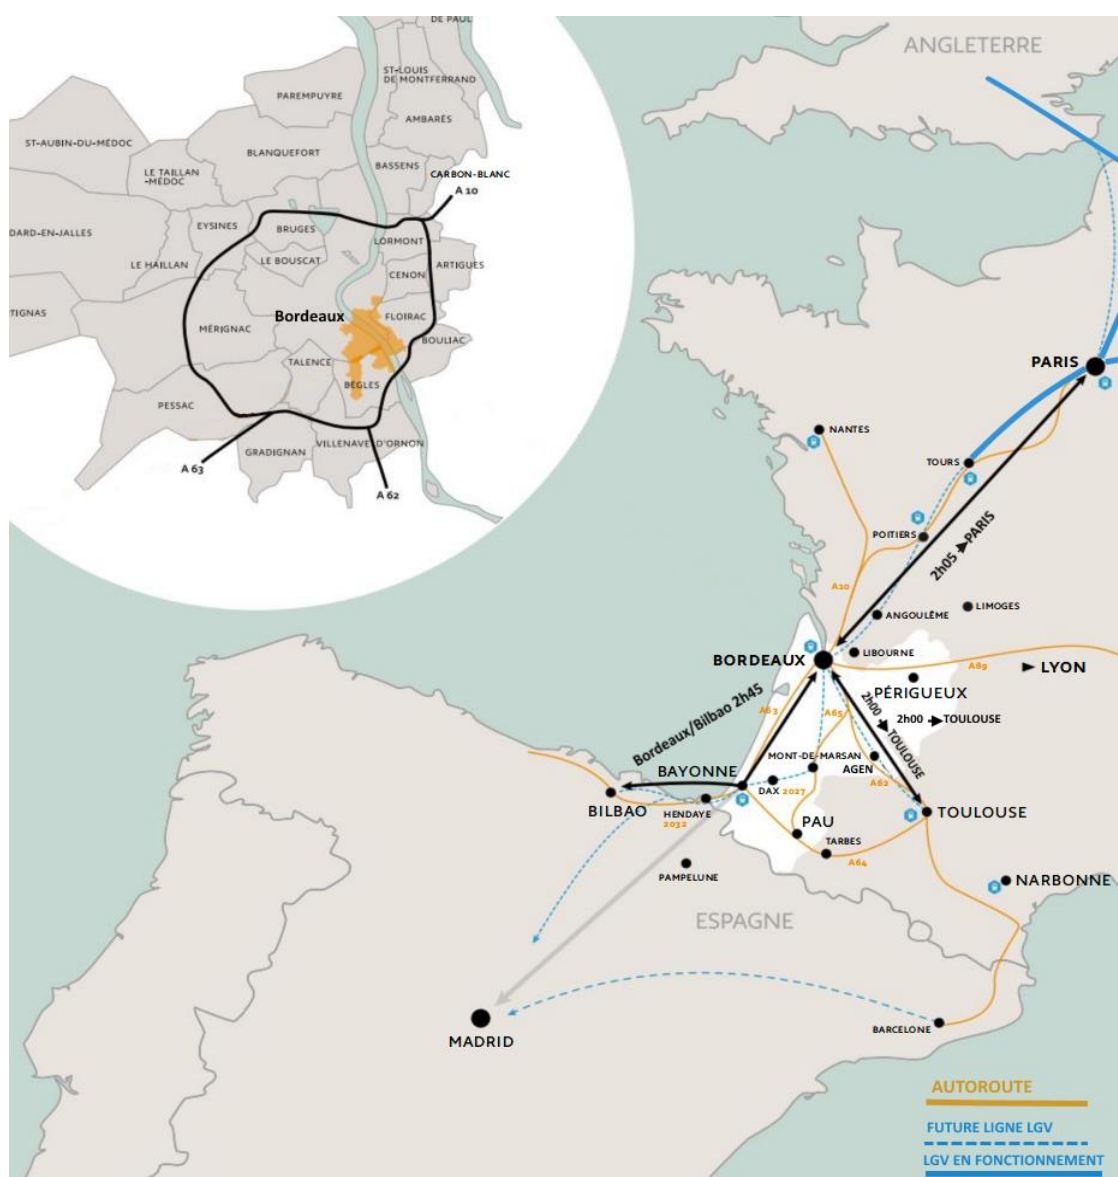 DE PAUL
ST-LOUIS
DE MONTFERRAND
PAREMPUYRE
AMBARÈS
ST-AUBIN-DU-MÉDOC
BLANQUEFORT
LE TAILLAN
-MÉDOC
BASSENS
CARBON-BLANC
A 10
EYSINES
BRUGES
DARD-EN-JALLES
LORMONT
LE HAILLAN
LE BOUSCAT
ARTIGUES
CENON
TIGNAS
Bordeaux
FLOIRAC
MÉRIGNAC
BOULIAC
TALENCE
BÈGLES
PESSAC
VILLENAVE D'ORNON
GRADIGNAN
A 63
A 62
ANGLETERRE
PARIS
NANTES
TOURS
POITIERS
2h05 PARIS
A10
LIMOGES
ANGOULÊME
LIBOURNE
BORDEAUX
A89
LYON
PÉRIGUEUX
2h00 TOULOUSE
2h00 TOULOUSE
A63
A65
Bordeaux/Bilbao 2h45
MONT-DE-MARSAN
AGEN
BAYONNE
A62
DAX 2027
BILBAO
HENDAYE
2032
TOULOUSE
PAU
TARBES
A64
PAMPELUNE
NARBONNE
ESPAGNE
BARCELONE
MADRID
AUTOROUTE
FUTURE LIGNE LGV
LGV EN FONCTIONNEMENT